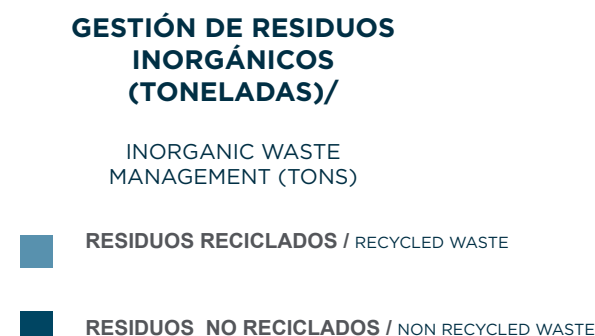 GESTIÓN DE RESIDUOS
INORGÁNICOS
(TONELADAS)/
INORGANIC WASTE
MANAGEMENT (TONS)
RESIDUOS RECICLADOS / RECYCLED WASTE
RESIDUOS  NO RECICLADOS / NON RECYCLED WASTE